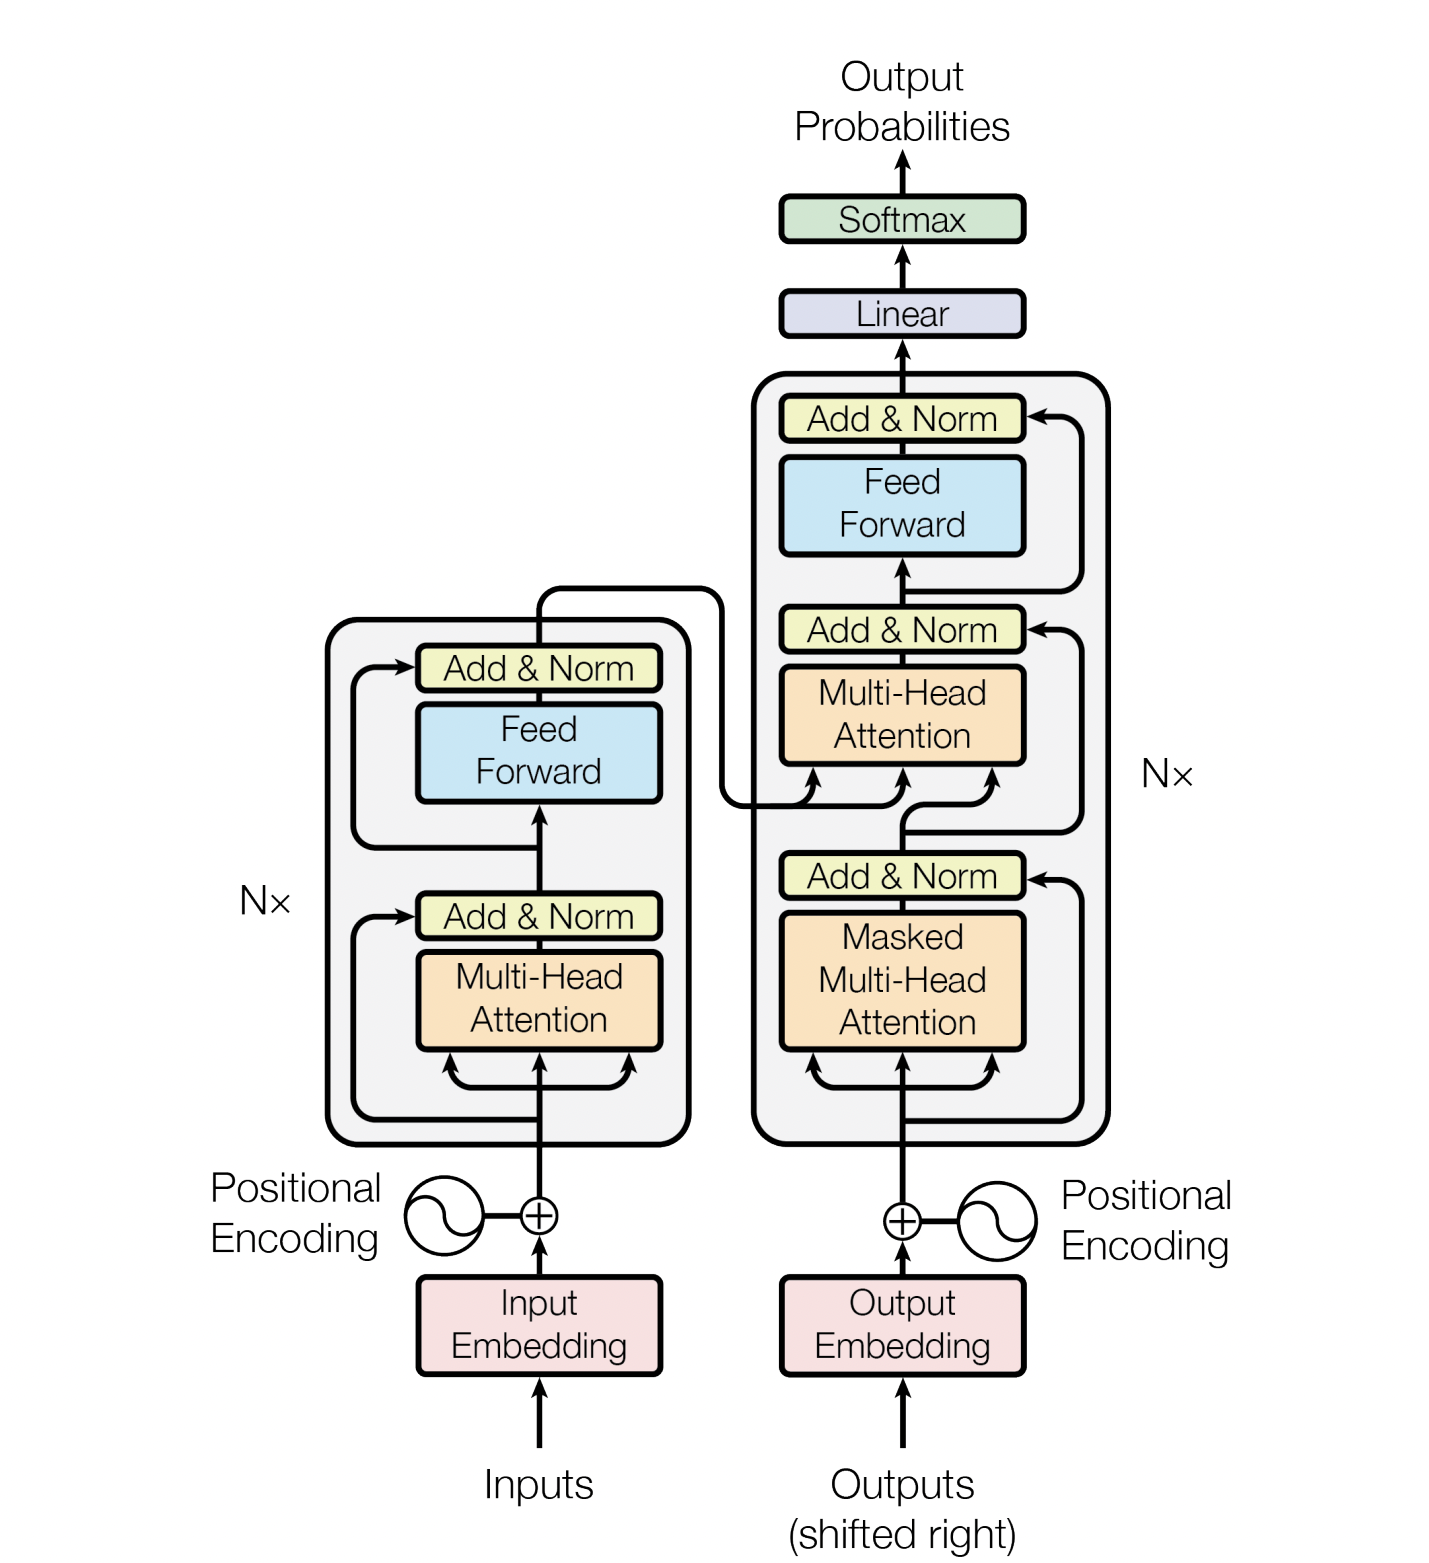 Output
Probabilities
Softmax
Linear
Add & Norm
Feed
Forward
Add & Norm
Multi-Head
Attention
Add & Norm
Masked
Multi-Head
Attention
N×
Add & Norm
Feed
Forward
Add & Norm
Multi-Head
Attention
N×
Positional
Encoding
Positional
Encoding
Input
Embedding
Output
Embedding
Inputs
Outputs
(shifted right)